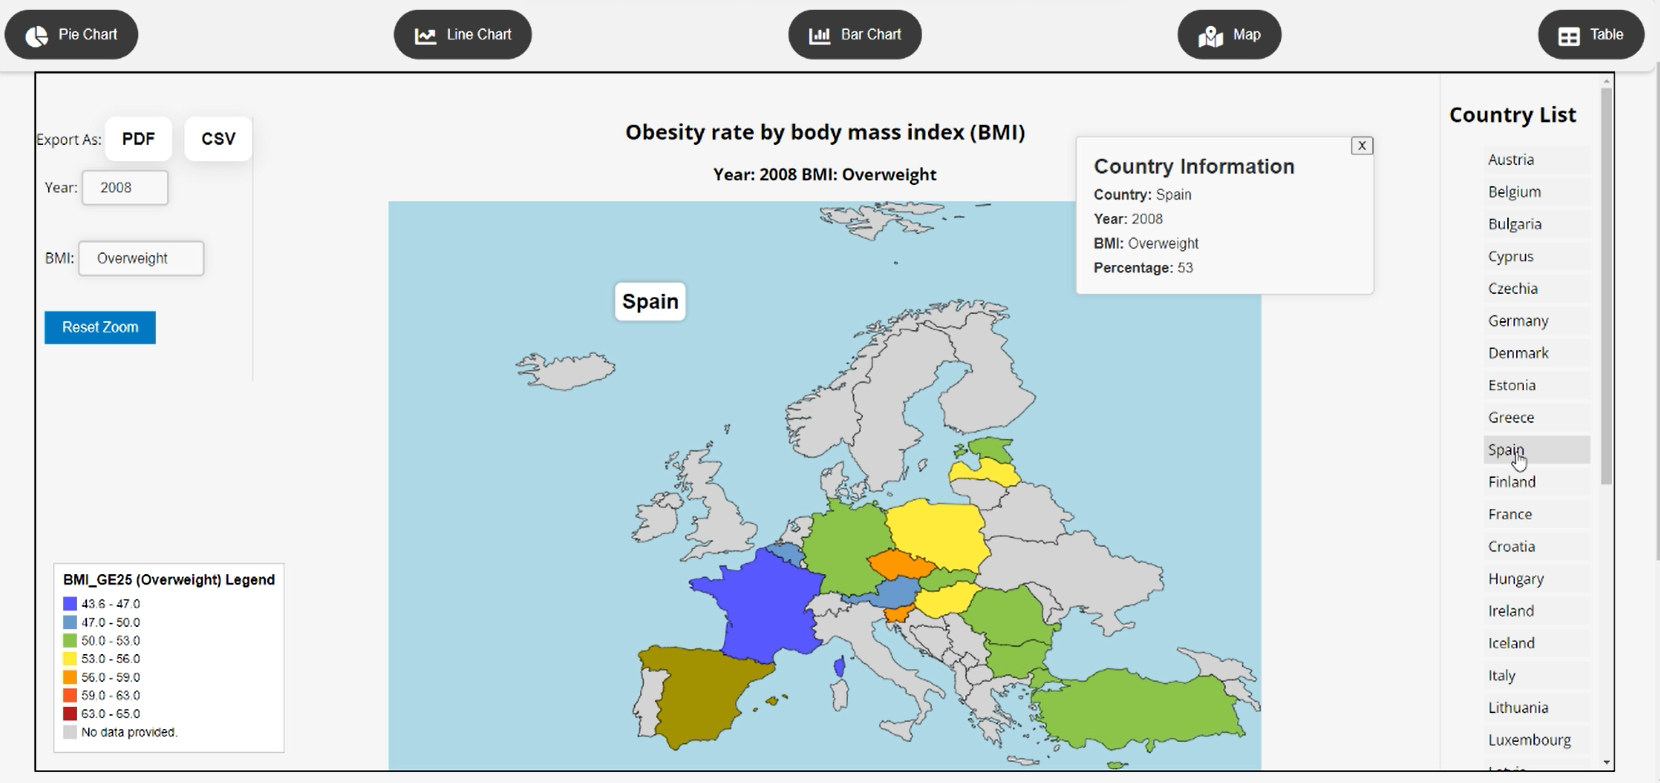 Pie Chart
Line Chart
Bar Chart
Map
Table
Export As:
PDF
CSV
Year:
2008
BMI:
Overweight
Reset Zoom
Obesity rate by body mass index (BMI)
Year: 2008 BMI: Overweight
Spain
X
Country Information
Country: Spain
Year: 2008
BMI: Overweight
Percentage: 53
BMI_GE25 (Overweight) Legend
43.6 - 47.0
47.0 - 50.0
50.0 - 53.0
53.0 - 56.0
56.0 - 59.0
59.0 - 63.0
63.0 - 65.0
No data provided.
Country List
Austria
Belgium
Bulgaria
Cyprus
Czechia
Germany
Denmark
Estonia
Greece
Spain
Finland
France
Croatia
Hungary
Ireland
Iceland
Italy
Lithuania
Luxembourg